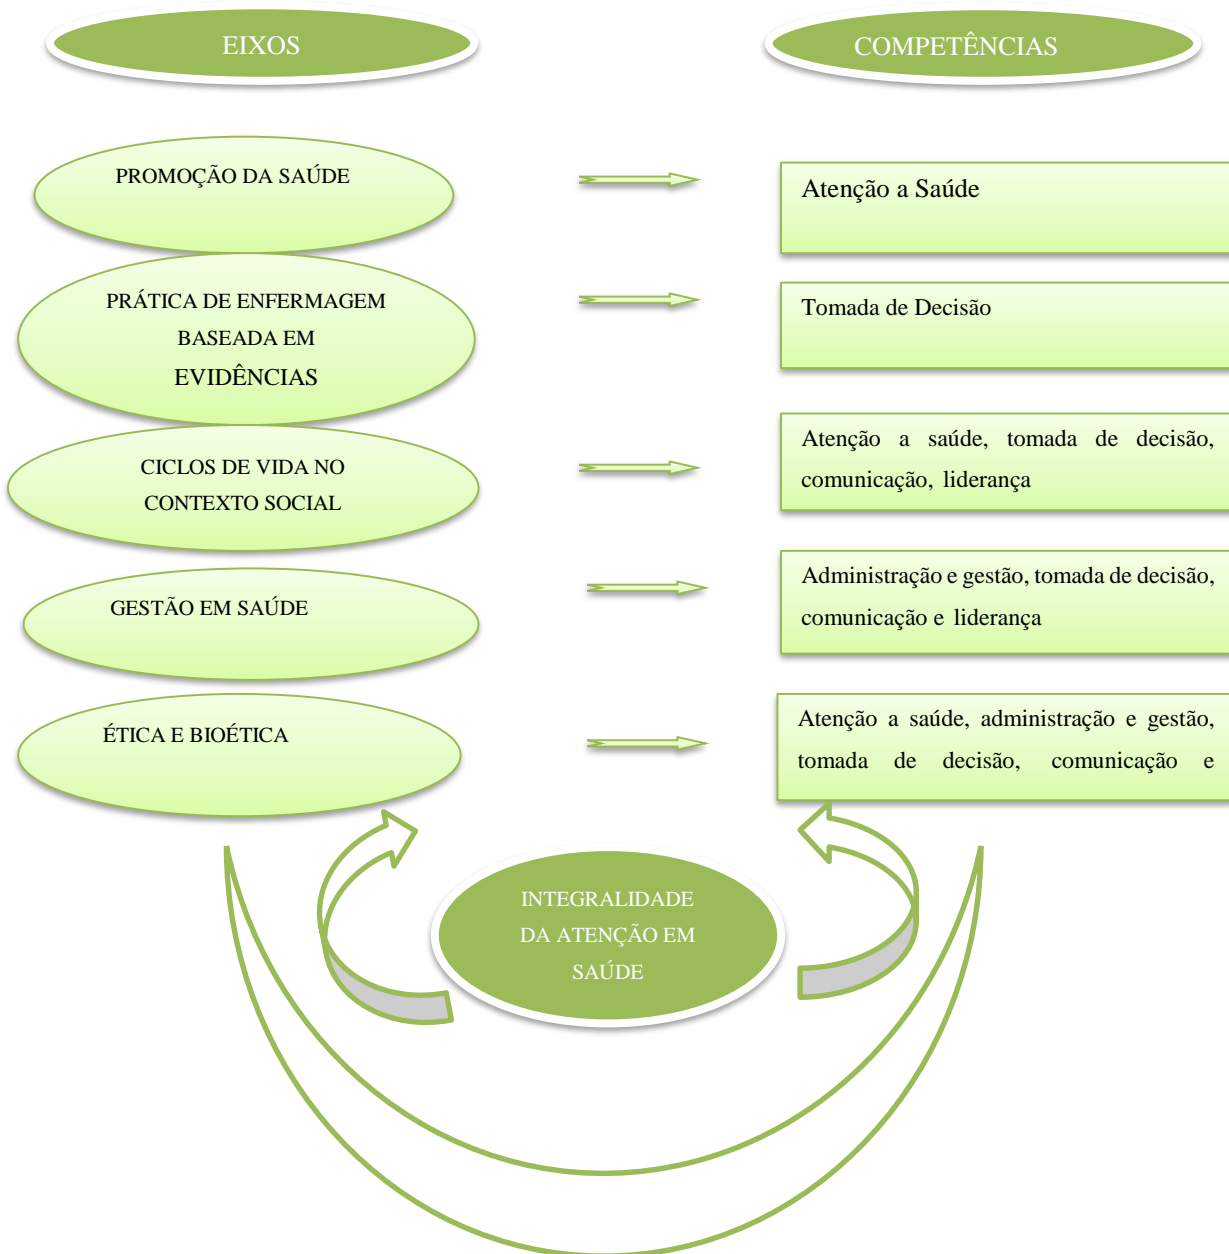 EIXOS
COMPETÊNCIAS
PROMOÇÃO DA SAÚDE
Atenção a Saúde
PRÁTICA DE ENFERMAGEM
BASEADA EM
EVIDÊNCIAS
Tomada de Decisão
CICLOS DE VIDA NO
CONTEXTO SOCIAL
Atenção a saúde, tomada de decisão,
comunicação, liderança
GESTÃO EM SAÚDE
Administração e gestão, tomada de decisão,
comunicação e liderança
ÉTICA E BIOÉTICA
Atenção a saúde, administração e gestão,
tomada de decisão, comunicação e
INTEGRALIDADE
DA ATENÇÃO EM
SAÚDE